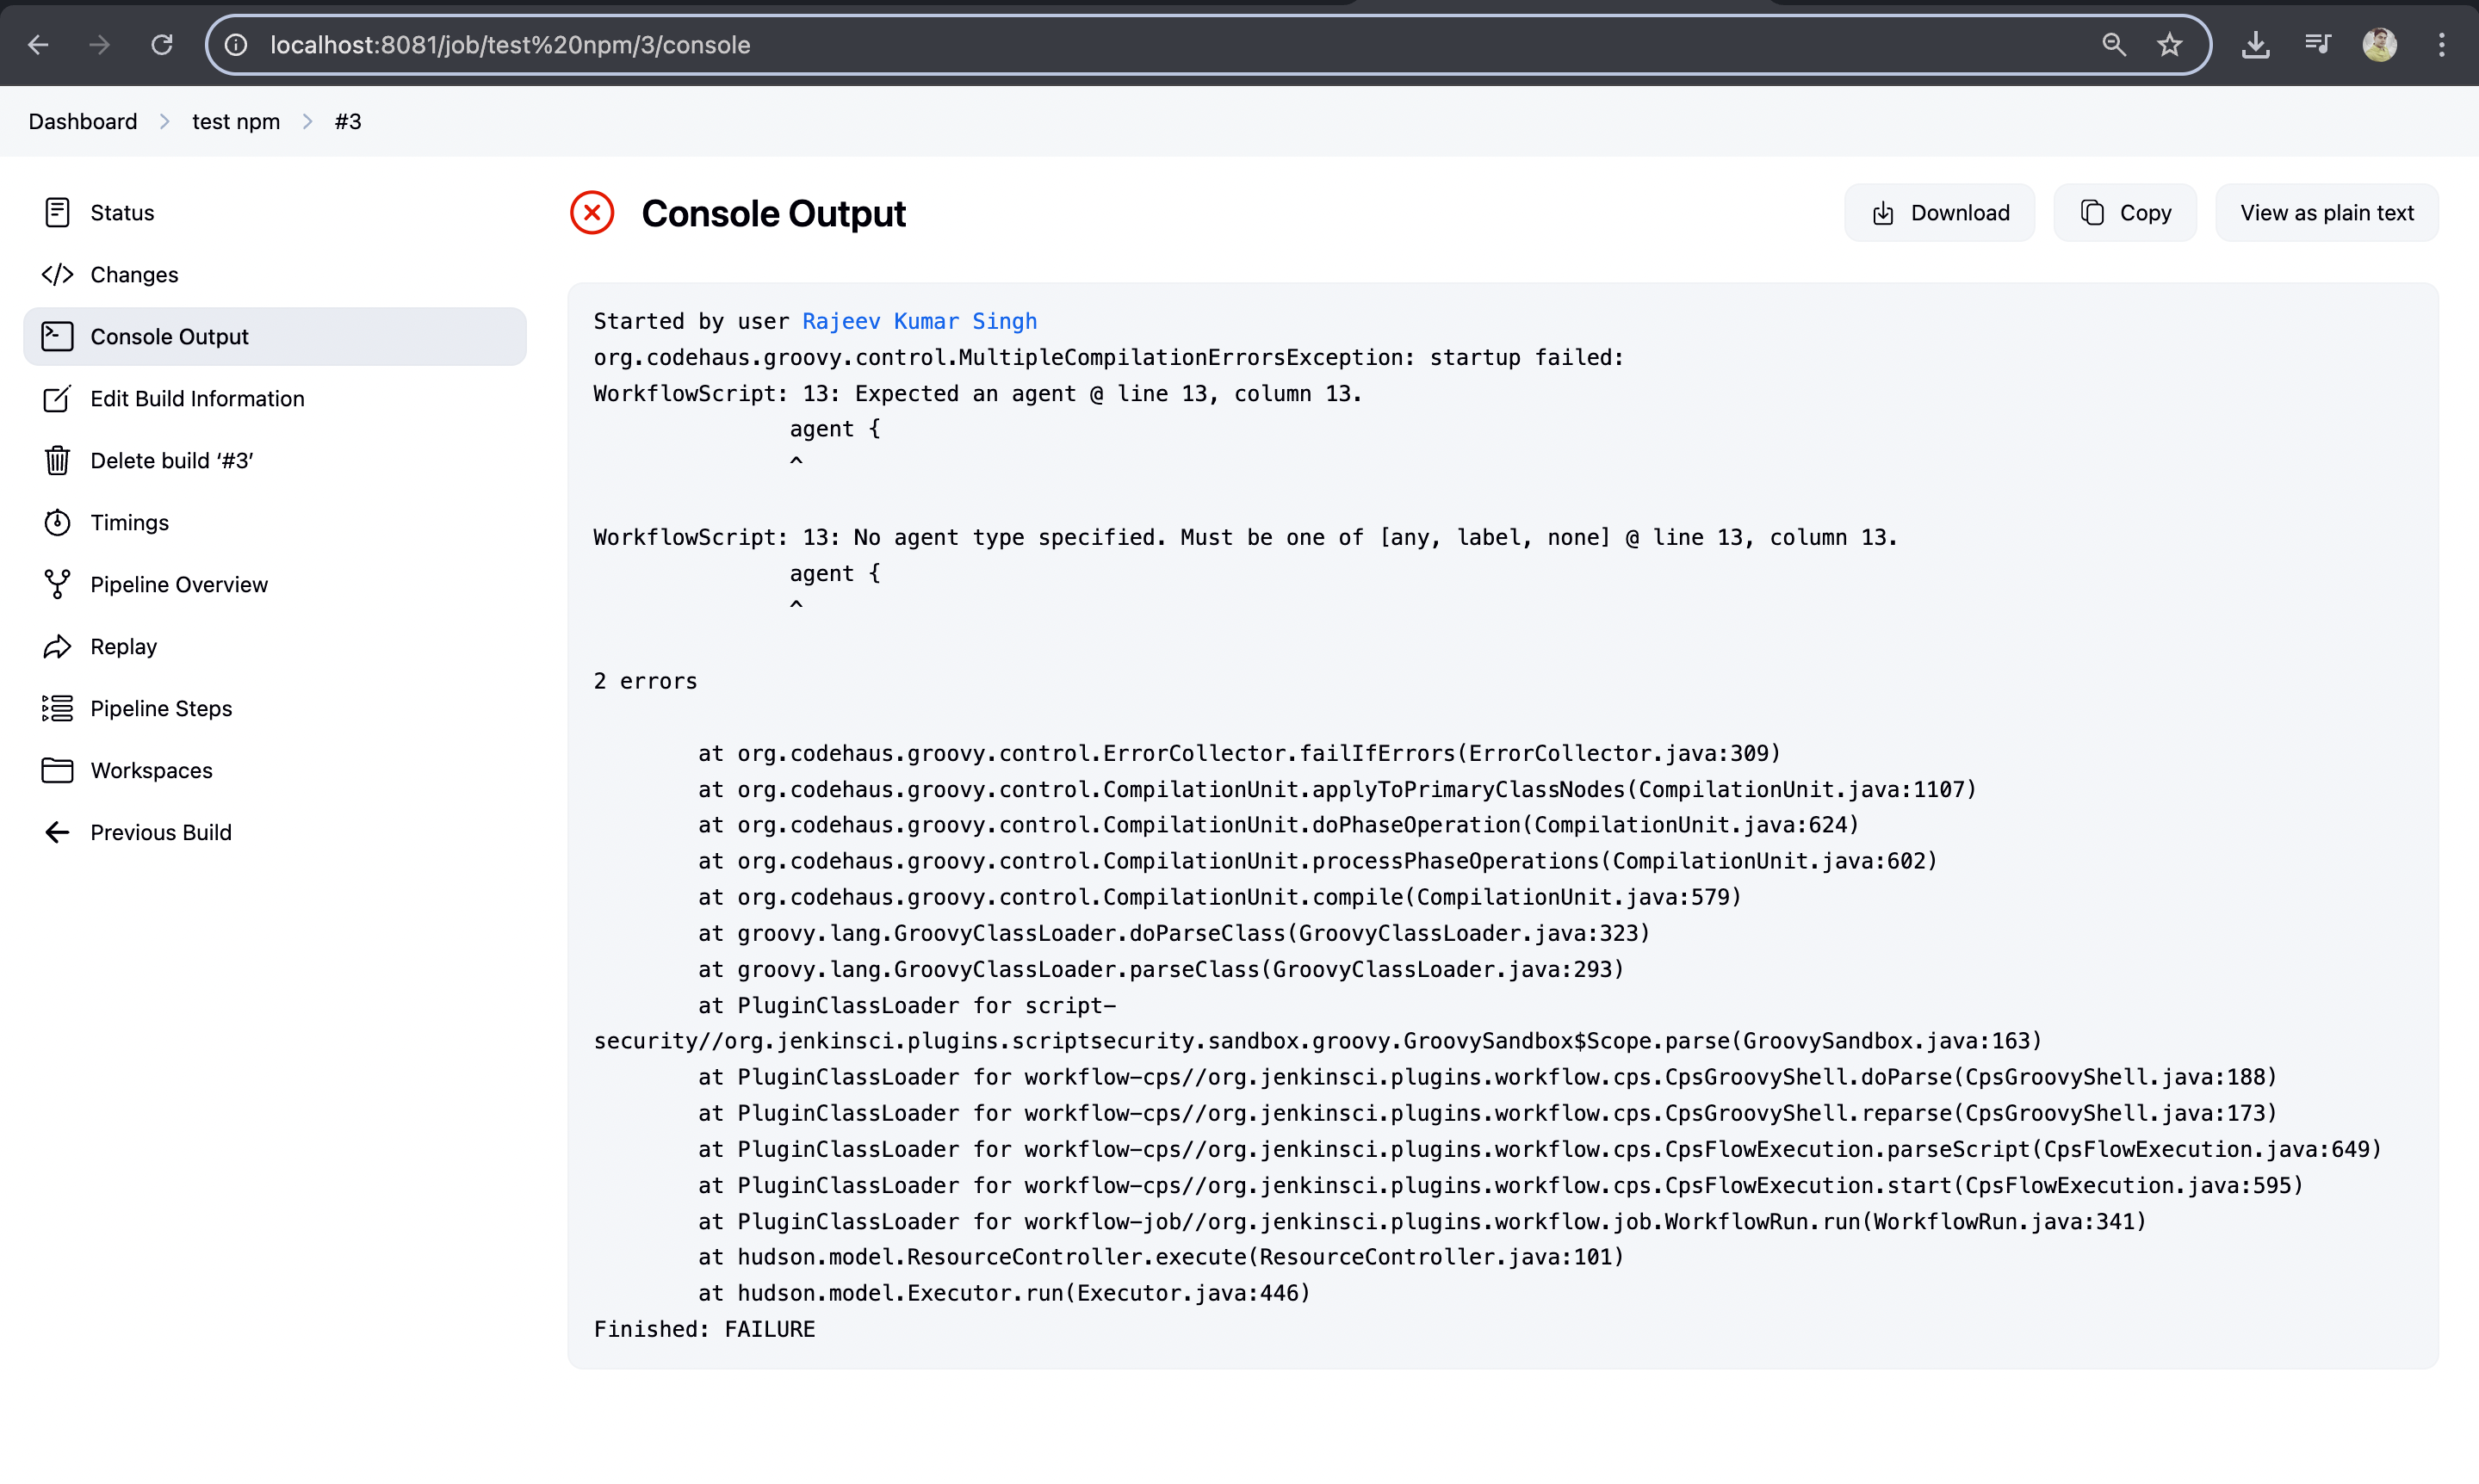 localhost:8081/job/test%20npm/3/console
Dashboard > test npm > #3
Status
Changes
Console Output
Edit Build Information
Delete build ‘#3’
Timings
Pipeline Overview
Replay
Pipeline Steps
Workspaces
Previous Build
Console Output
Download
Copy
View as plain text
Started by user Rajeev Kumar Singh
org.codehaus.groovy.control.MultipleCompilationErrorsException: startup failed:
WorkflowScript: 13: Expected an agent @ line 13, column 13.
               agent {
               ^
WorkflowScript: 13: No agent type specified. Must be one of [any, label, none] @ line 13, column 13.
               agent {
               ^
2 errors
        at org.codehaus.groovy.control.ErrorCollector.failIfErrors(ErrorCollector.java:309)
        at org.codehaus.groovy.control.CompilationUnit.applyToPrimaryClassNodes(CompilationUnit.java:1107)
        at org.codehaus.groovy.control.CompilationUnit.doPhaseOperation(CompilationUnit.java:624)
        at org.codehaus.groovy.control.CompilationUnit.processPhaseOperations(CompilationUnit.java:602)
        at org.codehaus.groovy.control.CompilationUnit.compile(CompilationUnit.java:579)
        at groovy.lang.GroovyClassLoader.doParseClass(GroovyClassLoader.java:323)
        at groovy.lang.GroovyClassLoader.parseClass(GroovyClassLoader.java:293)
        at PluginClassLoader for script-
security//org.jenkinsci.plugins.scriptsecurity.sandbox.groovy.GroovySandbox$Scope.parse(GroovySandbox.java:163)
        at PluginClassLoader for workflow-cps//org.jenkinsci.plugins.workflow.cps.CpsGroovyShell.doParse(CpsGroovyShell.java:188)
        at PluginClassLoader for workflow-cps//org.jenkinsci.plugins.workflow.cps.CpsGroovyShell.reparse(CpsGroovyShell.java:173)
        at PluginClassLoader for workflow-cps//org.jenkinsci.plugins.workflow.cps.CpsFlowExecution.parseScript(CpsFlowExecution.java:649)
        at PluginClassLoader for workflow-cps//org.jenkinsci.plugins.workflow.cps.CpsFlowExecution.start(CpsFlowExecution.java:595)
        at PluginClassLoader for workflow-job//org.jenkinsci.plugins.workflow.job.WorkflowRun.run(WorkflowRun.java:341)
        at hudson.model.ResourceController.execute(ResourceController.java:101)
        at hudson.model.Executor.run(Executor.java:446)
Finished: FAILURE